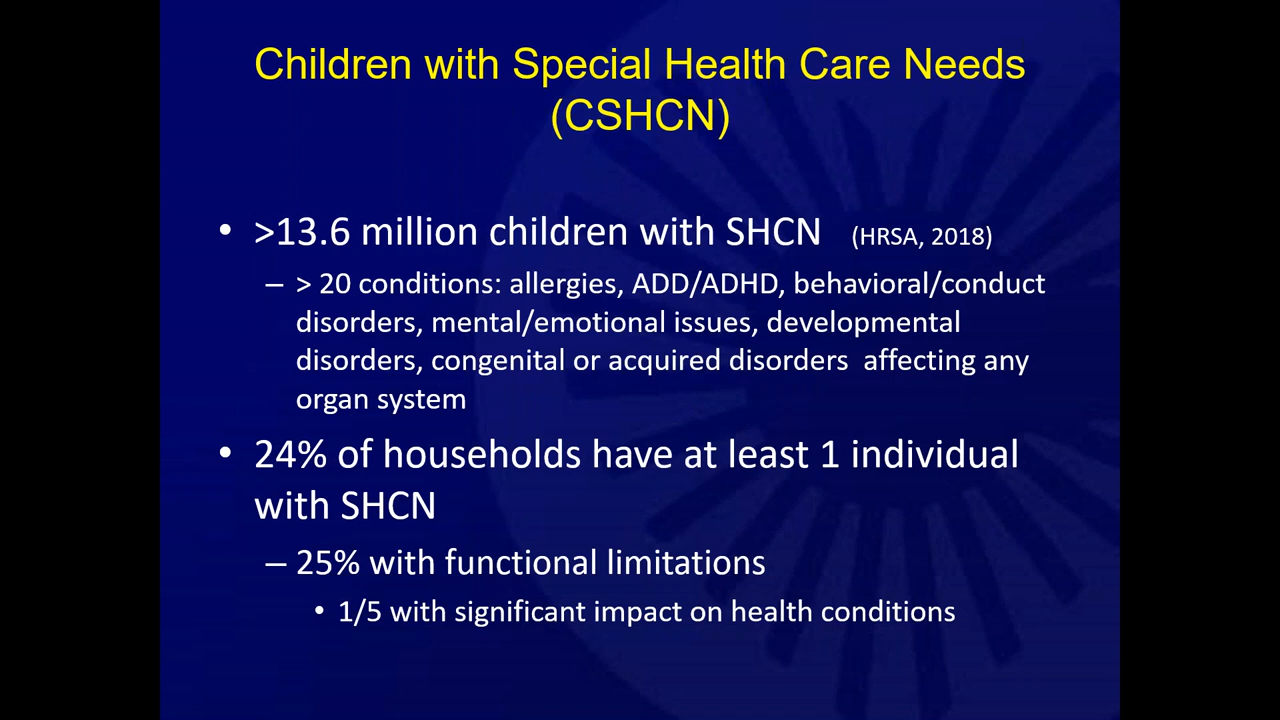 Children with Special Health Care Needs
(CSHCN)
• >13.6 million children with SHCN (HRSA, 2018)
– > 20 conditions: allergies, ADD/ADHD, behavioral/conduct
disorders, mental/emotional issues, developmental
disorders, congenital or acquired disorders affecting any
organ system
• 24% of households have at least 1 individual
with SHCN
– 25% with functional limitations
• 1/5 with significant impact on health conditions